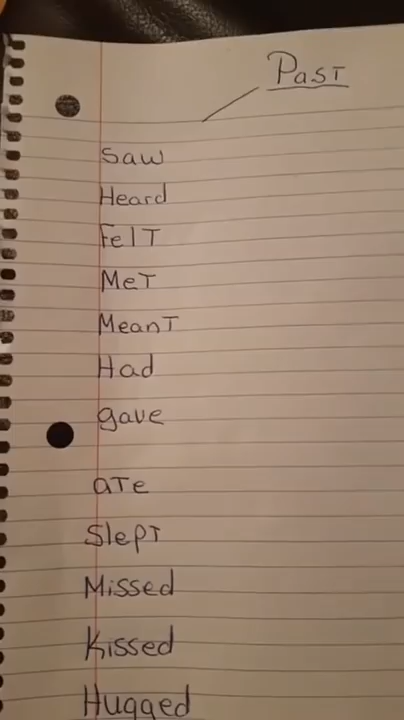 Past
Saw
Heard
Felt
Met
Meant
Had
gave
ate
Slept
Missed
Kissed
Hugged